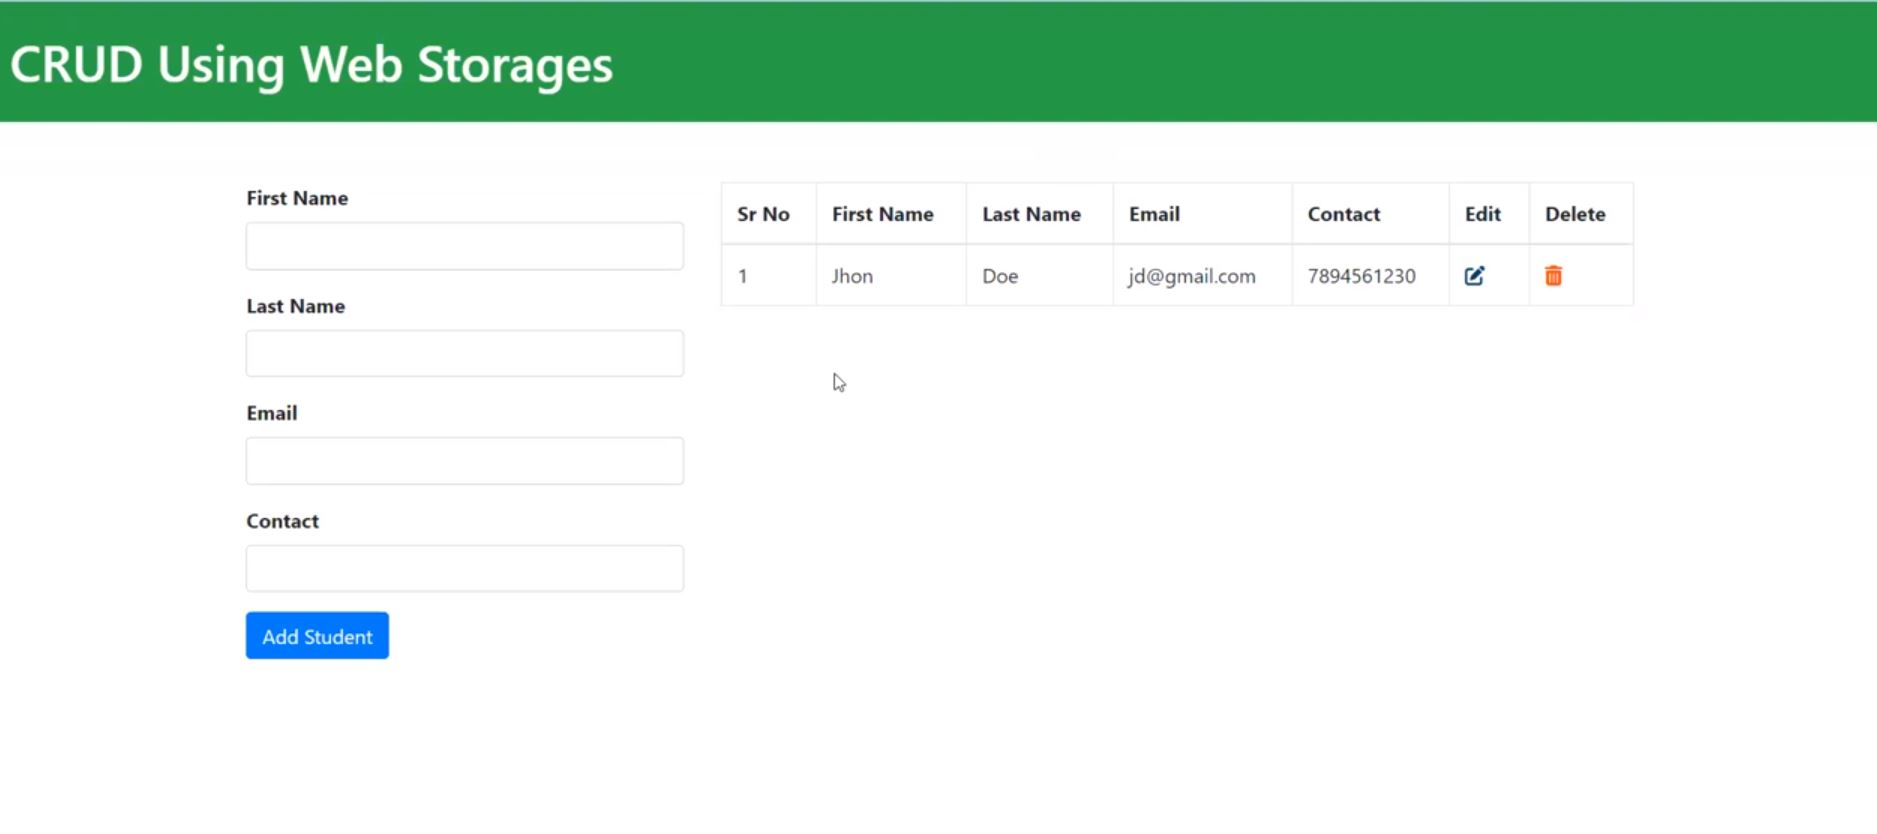 CRUD Using Web Storages
First Name
Last Name
Email
Contact
Add Student
Sr No First Name Last Name Email Contact Edit Delete
1 Jhon Doe jd@gmail.com 7894561230